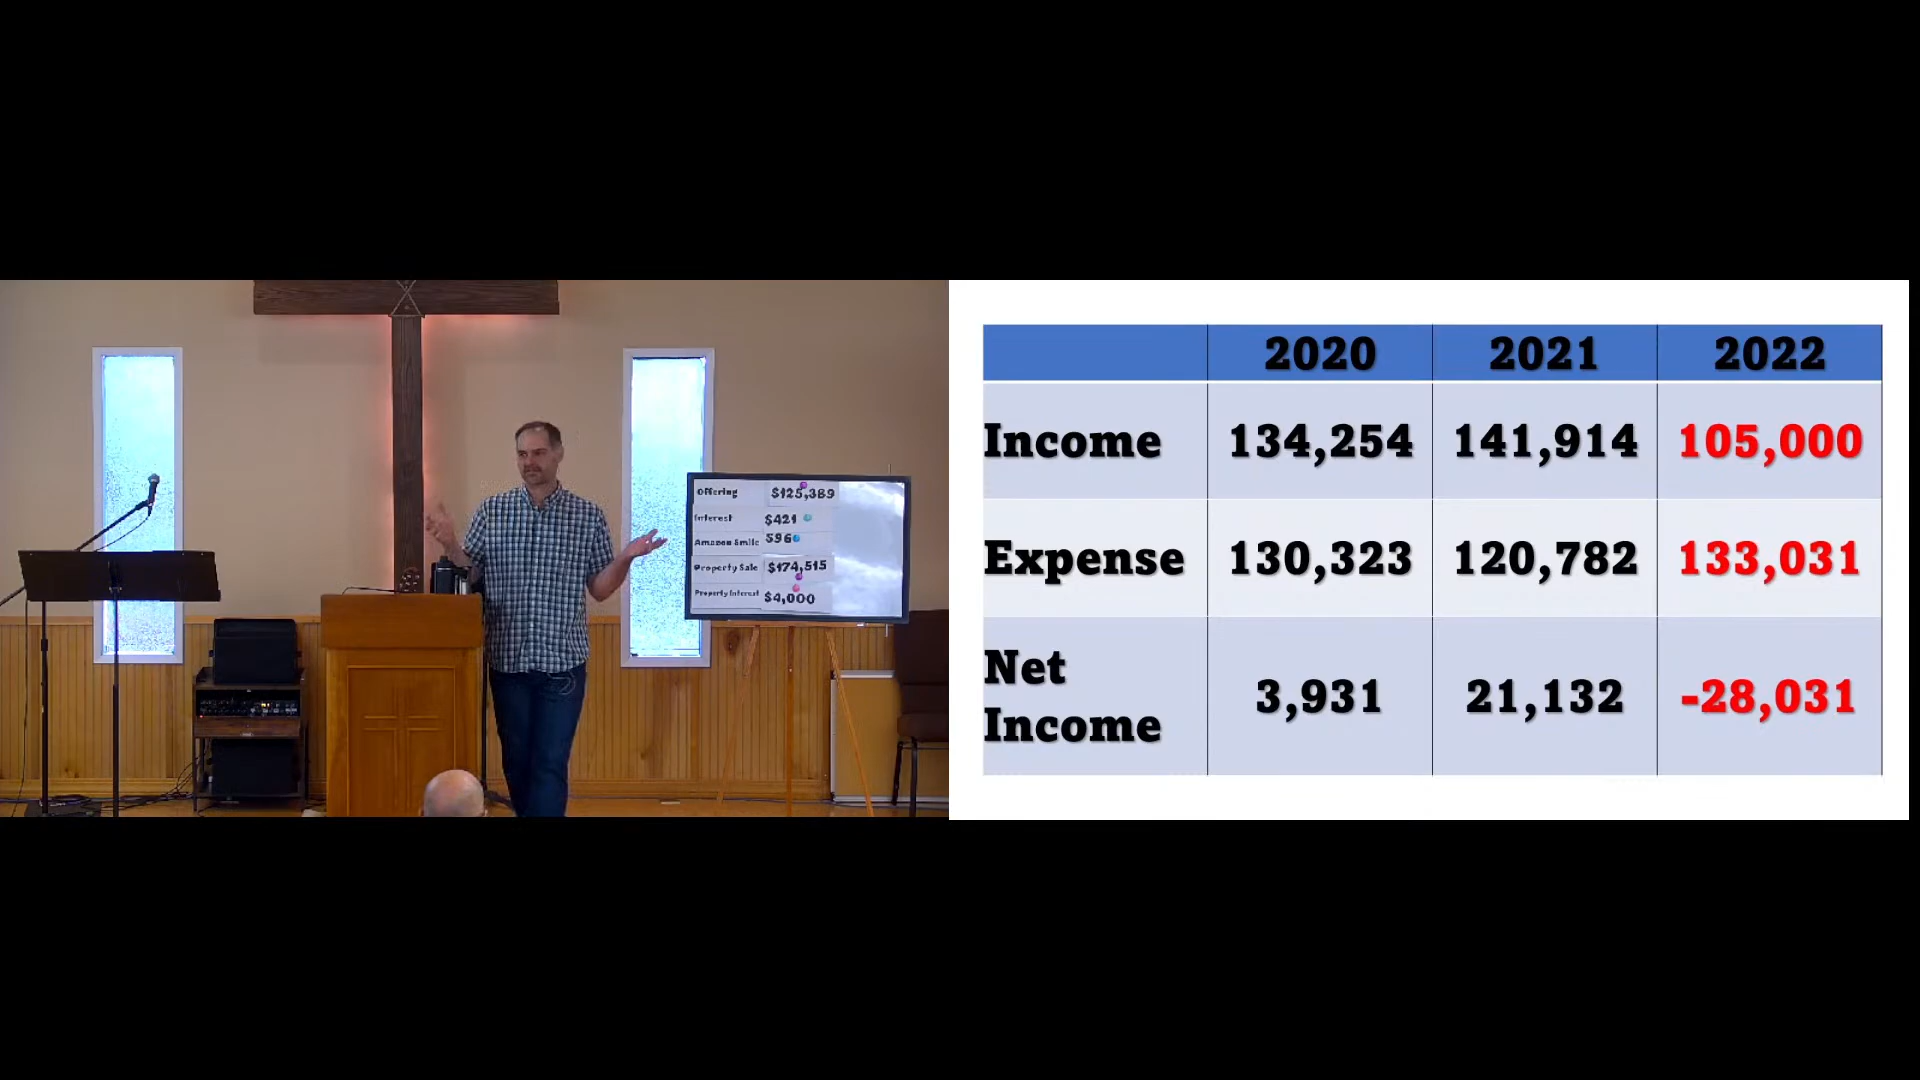 Offering $125,389
Interest $421
Amazon Smile $96
Property Sale $174,515
Property Interest $4,000
2020 2021 2022
Income 134,254 141,914 105,000
Expense 130,323 120,782 133,031
Net
Income 3,931 21,132 -28,031